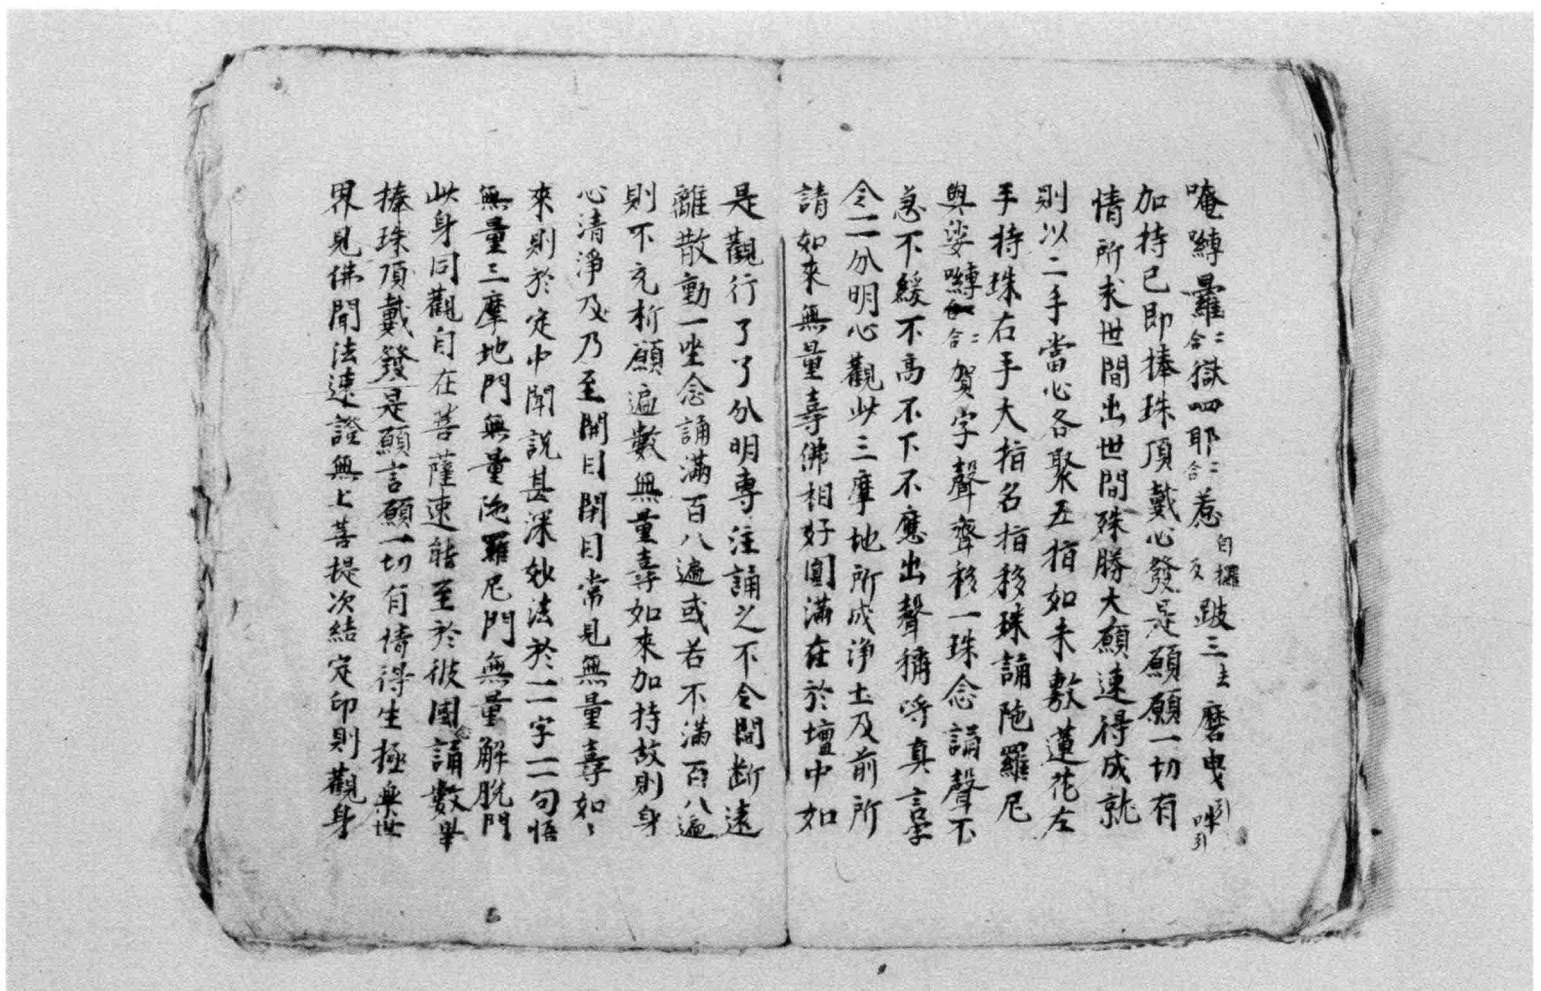 唵嚩曩羅二合獄四耶二合惹自攞反跛三去磨曳引吽引
加持已即捧珠頂戴心發是願願一切有
情所求世間出世間殊勝大願速得成就
則以二手當心各聚五指如未敷蓮花左
手持珠右手大指名指移珠誦陁羅尼
與娑嚩二合賀字聲齊移一珠念誦聲不
急不緩不高不下不應出聲稱呼真言字
令一一分明心觀此三摩地所成淨土及前所
請如來無量壽佛相好圓滿在於壇中如
是觀行了了分明專注誦之不令間斷遠
離散動一坐念誦滿百八遍或若不滿百八遍
則不充析願遍數無量壽如來加持故則身
心清淨及乃至開目閉目常見無量壽如〻
來則於定中聞說甚深妙法於一一字一一句悟
無量三摩地門無量陁羅尼門無量解脫門
此身同觀自在菩薩速能至於彼國念誦數畢
捧珠頂戴發是願言願一切有情得生極樂世
界見佛聞法速證無上菩提次結定印則觀身